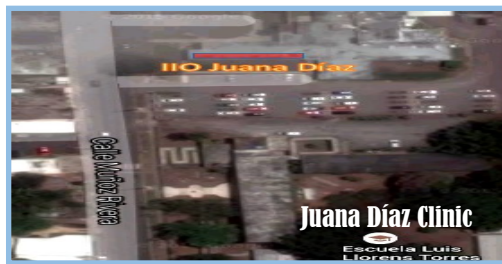 IIO Juana Díaz
Calle Muñoz Rivera
Juana Díaz Clinic
Escuela Luis
Llorens Torres